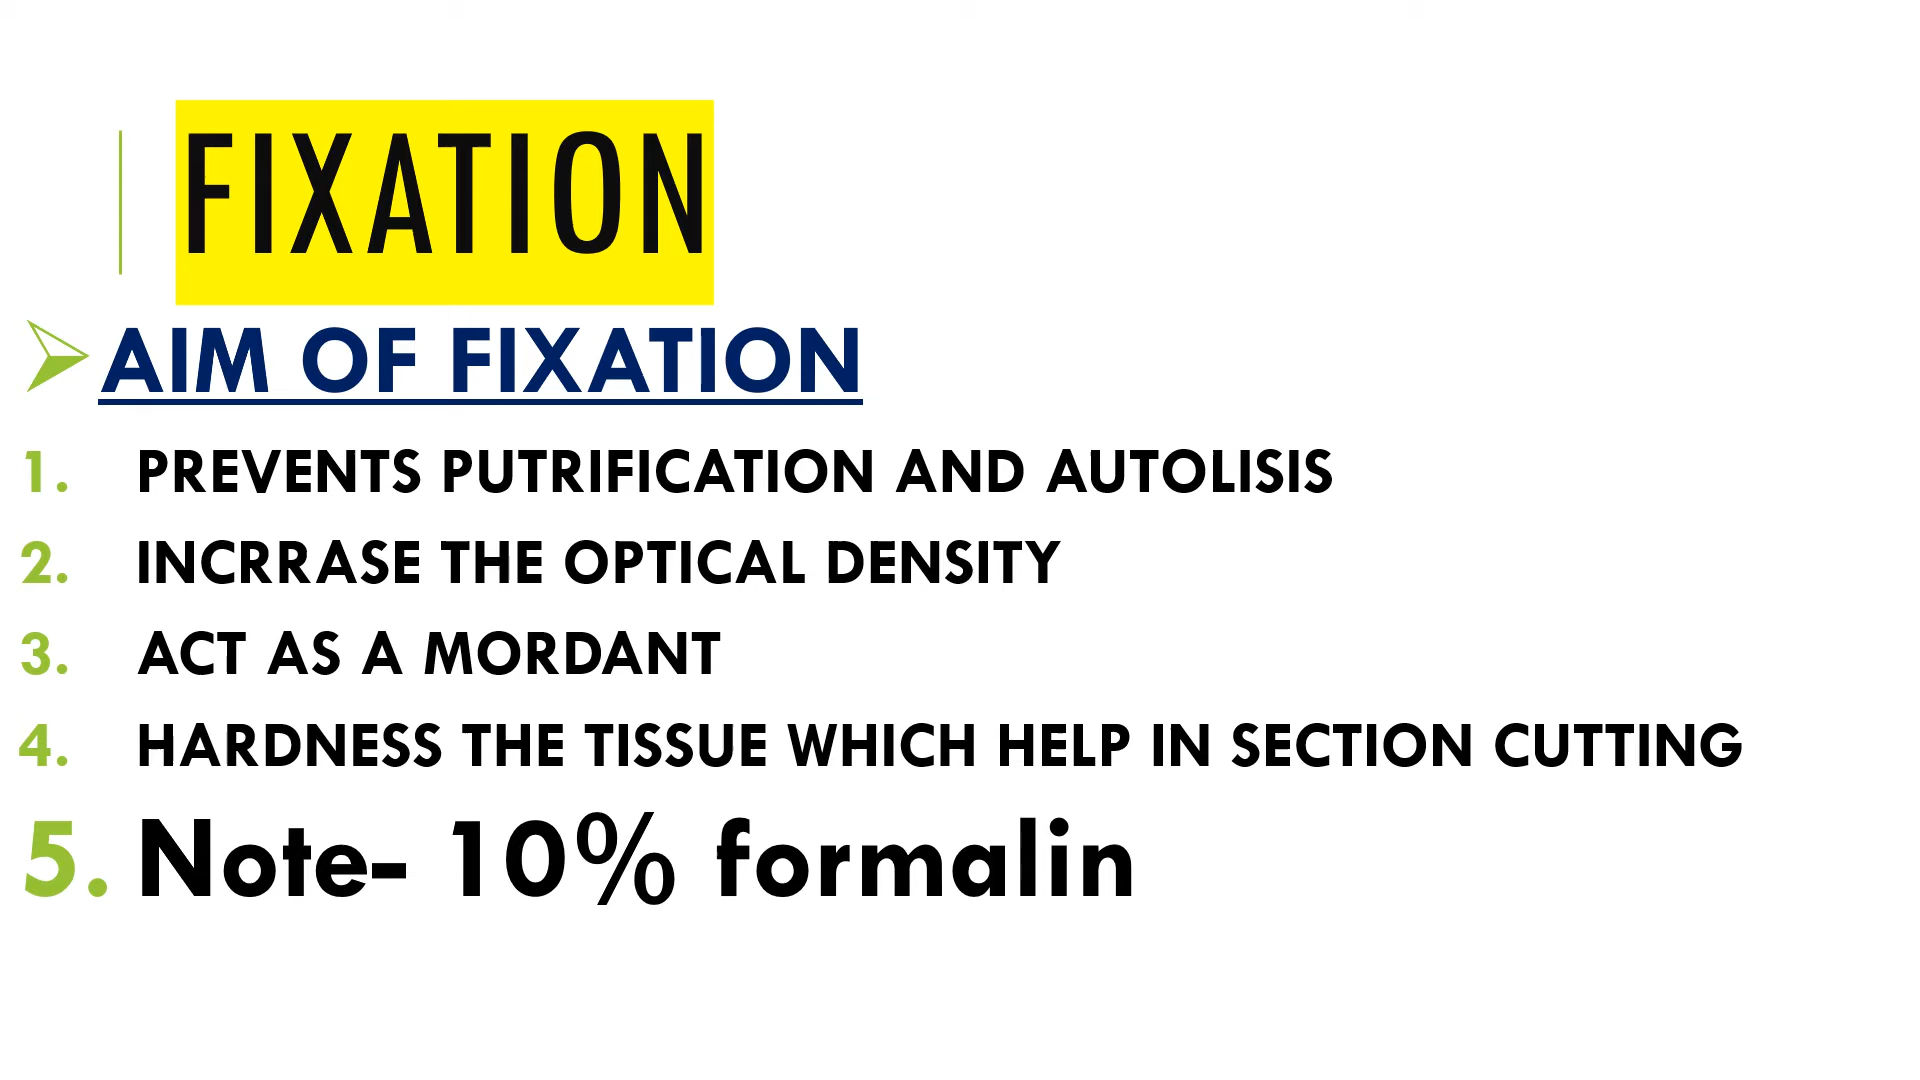 FIXATION
AIM OF FIXATION
1. PREVENTS PUTRIFICATION AND AUTOLISIS
2. INCRRASE THE OPTICAL DENSITY
3. ACT AS A MORDANT
4. HARDNESS THE TISSUE WHICH HELP IN SECTION CUTTING
5. Note- 10% formalin